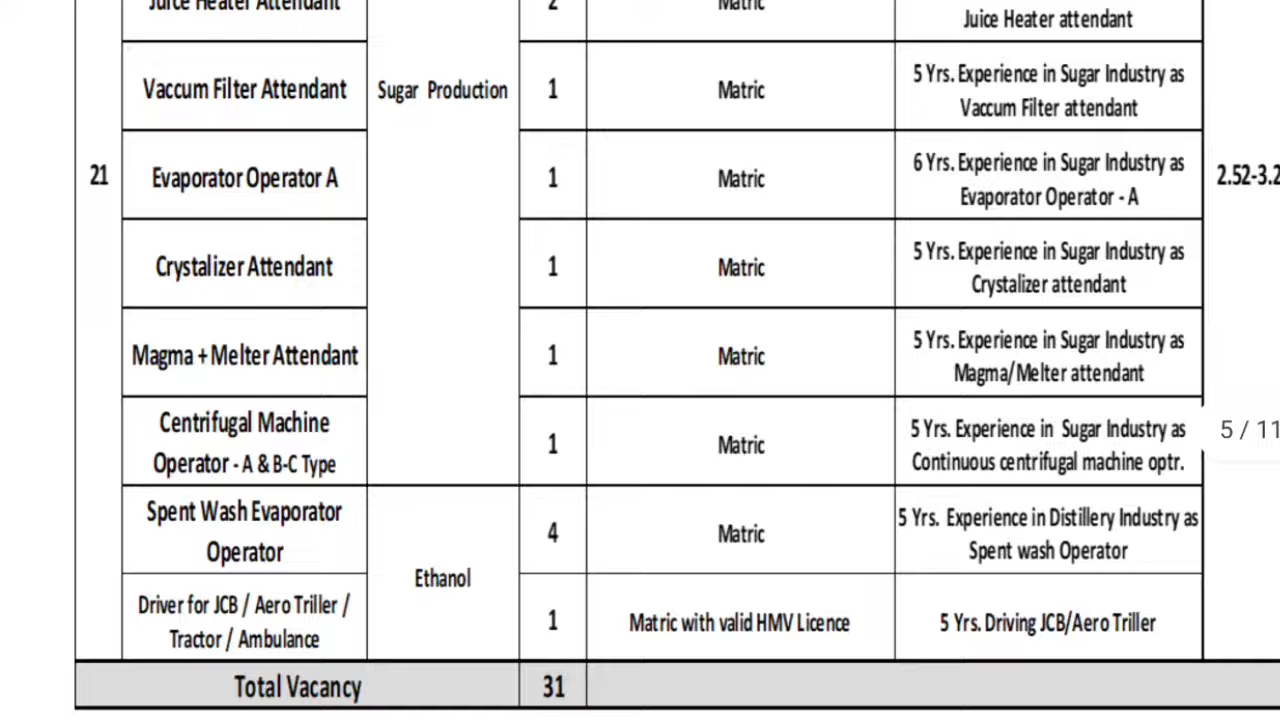 Juice Heater Attendant 2 Matric
Juice Heater attendant
Vaccum Filter Attendant Sugar Production 1 Matric 5 Yrs. Experience in Sugar Industry as
Vaccum Filter attendant
21 Evaporator Operator A 1 Matric 6 Yrs. Experience in Sugar Industry as
Evaporator Operator - A
2.52-3.2
Crystalizer Attendant 1 Matric 5 Yrs. Experience in Sugar Industry as
Crystalizer attendant
Magma + Melter Attendant 1 Matric 5 Yrs. Experience in Sugar Industry as
Magma/Melter attendant
Centrifugal Machine
Operator - A & B-C Type
1 Matric 5 Yrs. Experience in Sugar Industry as
Continuous centrifugal machine optr.
5 / 11
Spent Wash Evaporator
Operator
Ethanol
4 Matric 5 Yrs. Experience in Distillery Industry as
Spent wash Operator
Driver for JCB / Aero Triller /
Tractor / Ambulance
1 Matric with valid HMV Licence 5 Yrs. Driving JCB/Aero Triller
Total Vacancy 31